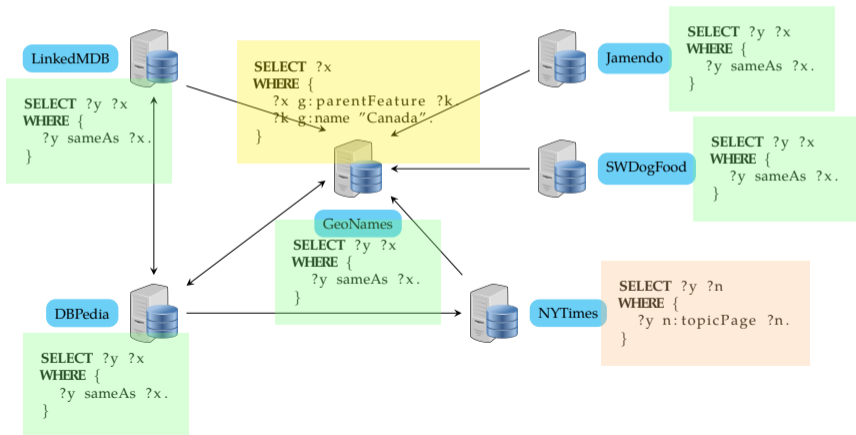 LinkedMDB
SELECT ?y ?x
WHERE {
?y sameAs ?x.
}
SELECT ?x
WHERE {
?x g:parentFeature ?k.
?k g:name "Canada".
}
Jamendo
SELECT ?y ?x
WHERE {
?y sameAs ?x.
}
SWDogFood
SELECT ?y ?x
WHERE {
?y sameAs ?x.
}
GeoNames
SELECT ?y ?x
WHERE {
?y sameAs ?x.
}
DBPedia
SELECT ?y ?x
WHERE {
?y sameAs ?x.
}
NYTimes
SELECT ?y ?n
WHERE {
?y n:topicPage ?n.
}